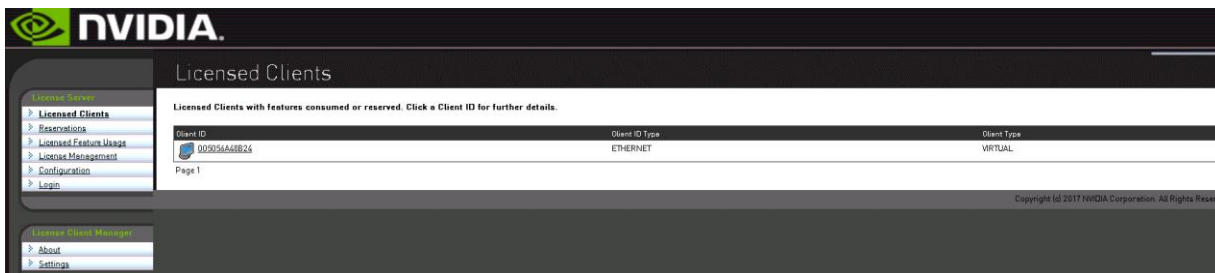 NVIDIA.
Licensed Clients
License Server
Licensed Clients
Reservations
Licensed Feature Usage
License Management
Configuration
Login
License Client Manager
About
Settings
Licensed Clients with features consumed or reserved. Click a Client ID for further details.
Client ID Client ID Type Client Type
005056A48B24 ETHERNET VIRTUAL
Page 1
Copyright (c) 2017 NVIDIA Corporation. All Rights Rese